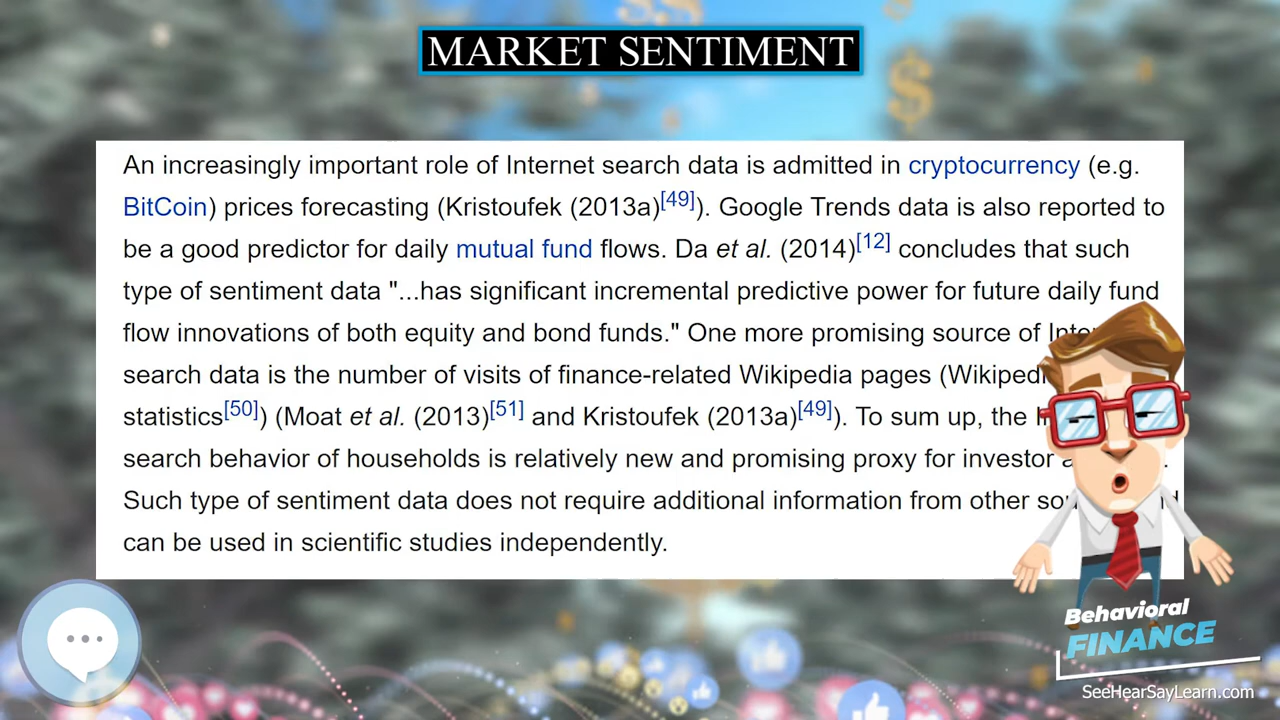 MARKET SENTIMENT
An increasingly important role of Internet search data is admitted in cryptocurrency (e.g.
BitCoin) prices forecasting (Kristoufek (2013a)[49]). Google Trends data is also reported to
be a good predictor for daily mutual fund flows. Da et al. (2014)[12] concludes that such
type of sentiment data "...has significant incremental predictive power for future daily fund
flow innovations of both equity and bond funds." One more promising source of
search data is the number of visits of finance-related Wikipedia pages
statistics[50]) (Moat et al. (2013)[51] and Kristoufek (2013a)[49]). To sum up, the
search behavior of households is relatively new and promising proxy for investor
Such type of sentiment data does not require additional information from other
can be used in scientific studies independently.
Behavioral
FINANCE
SeeHearSayLearn.com